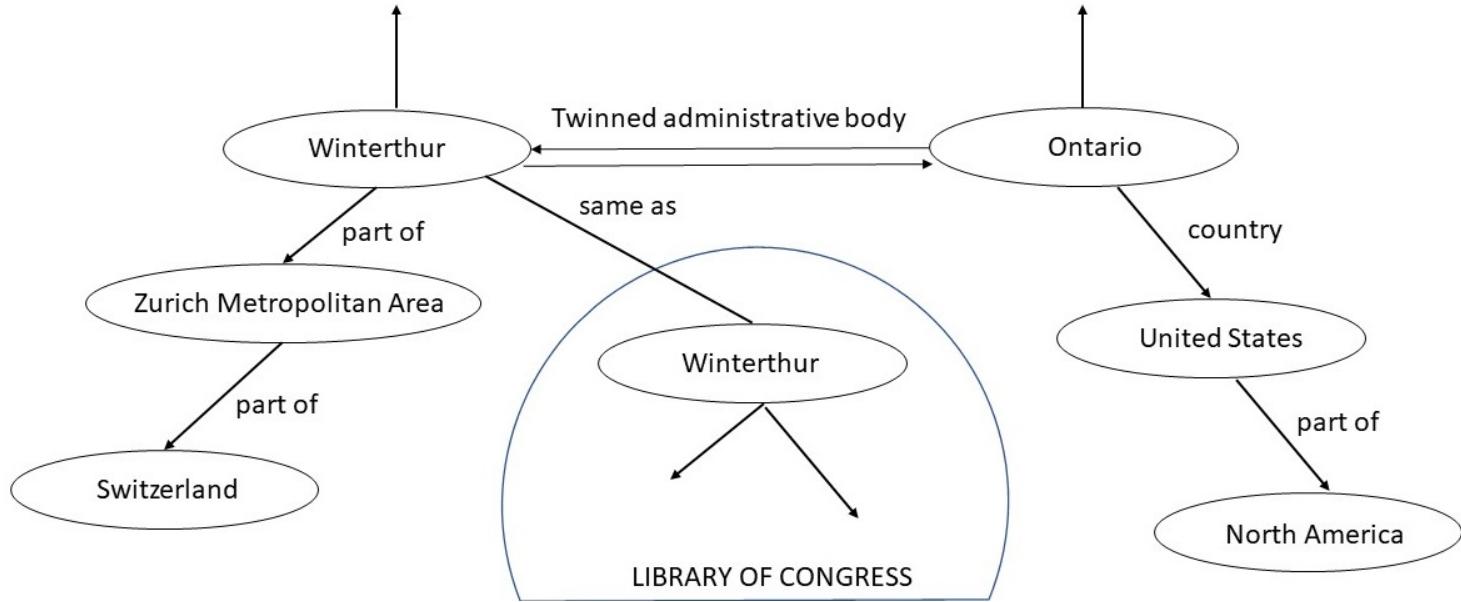 Twinned administrative body
Winterthur
Ontario
same as
part of
country
Zurich Metropolitan Area
United States
Winterthur
part of
part of
Switzerland
North America
LIBRARY OF CONGRESS